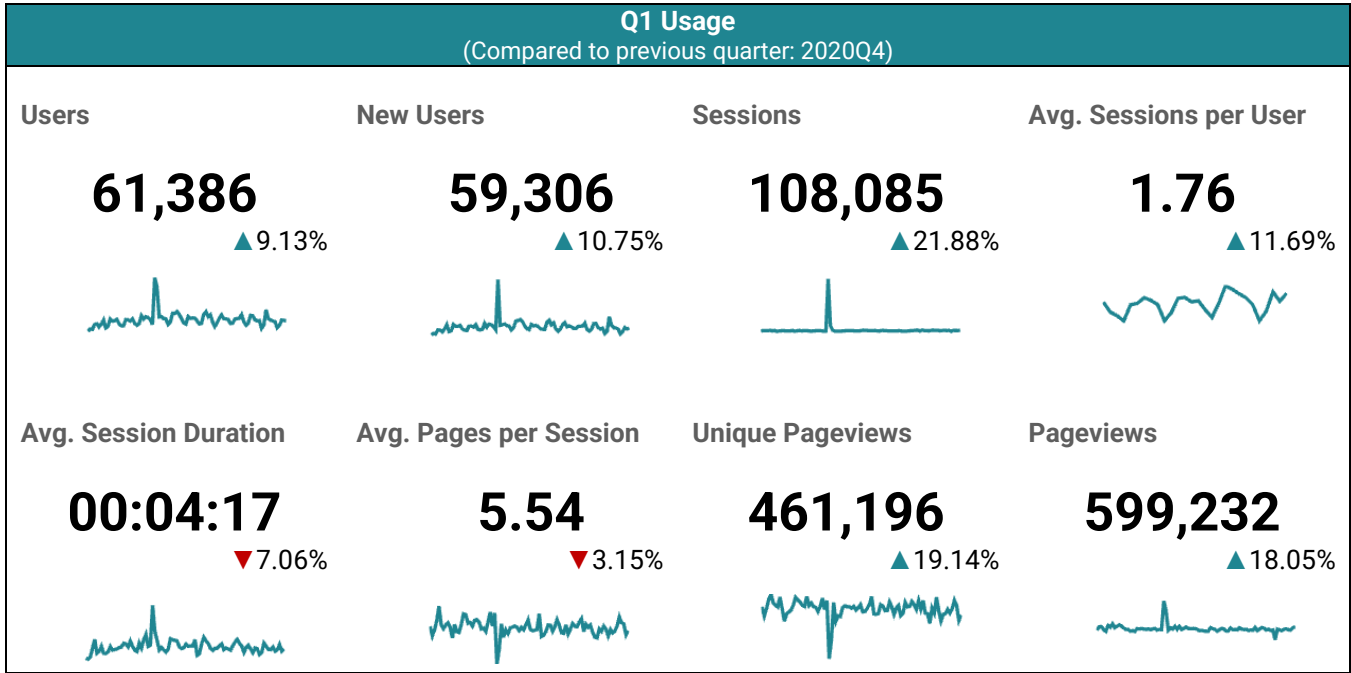 Q1 Usage
(Compared to previous quarter: 2020Q4)
Users
New Users
Sessions
Avg. Sessions per User
61,386
59,306
108,085
1.76
▲9.13%
▲10.75%
▲21.88%
▲11.69%
Avg. Session Duration
Avg. Pages per Session
Unique Pageviews
Pageviews
00:04:17
5.54
461,196
599,232
▼7.06%
▼3.15%
▲19.14%
▲18.05%